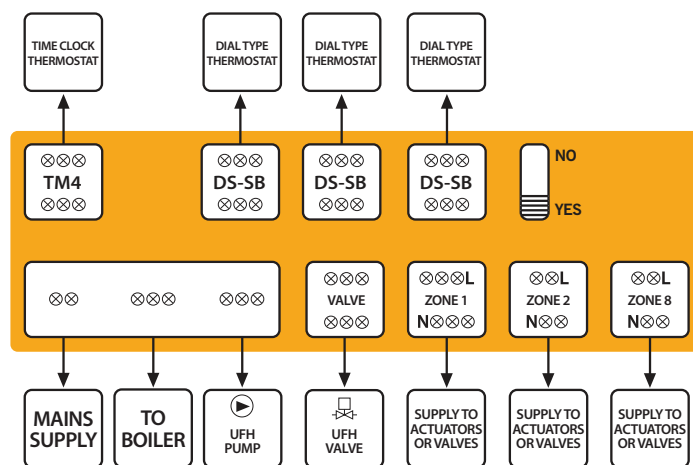 TIME CLOCK
THERMOSTAT
DIAL TYPE
THERMOSTAT
DIAL TYPE
THERMOSTAT
DIAL TYPE
THERMOSTAT
TM4
DS-SB
DS-SB
DS-SB
NO
YES
VALVE
L
ZONE 1
N
L
ZONE 2
N
L
ZONE 8
N
MAINS
SUPPLY
TO
BOILER
UFH
PUMP
UFH
VALVE
SUPPLY TO
ACTUATORS
OR VALVES
SUPPLY TO
ACTUATORS
OR VALVES
SUPPLY TO
ACTUATORS
OR VALVES